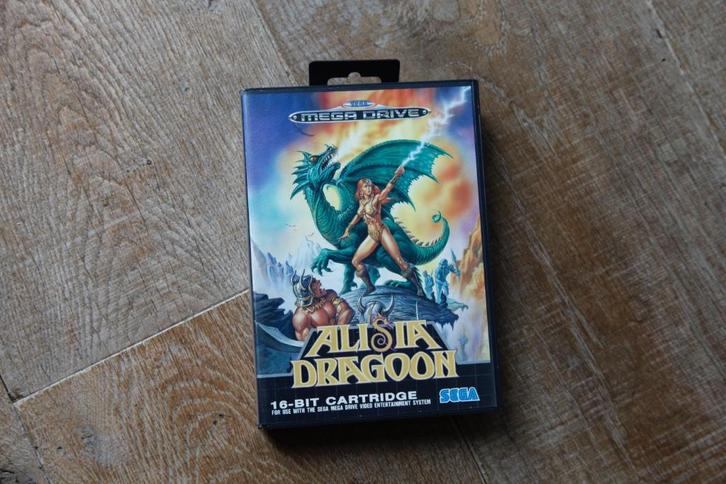 SEGA
MEGA DRIVE
ALISIA
DRAGOON
16-BIT CARTRIDGE
FOR USE WITH THE SEGA MEGA DRIVE VIDEO ENTERTAINMENT SYSTEM
SEGA